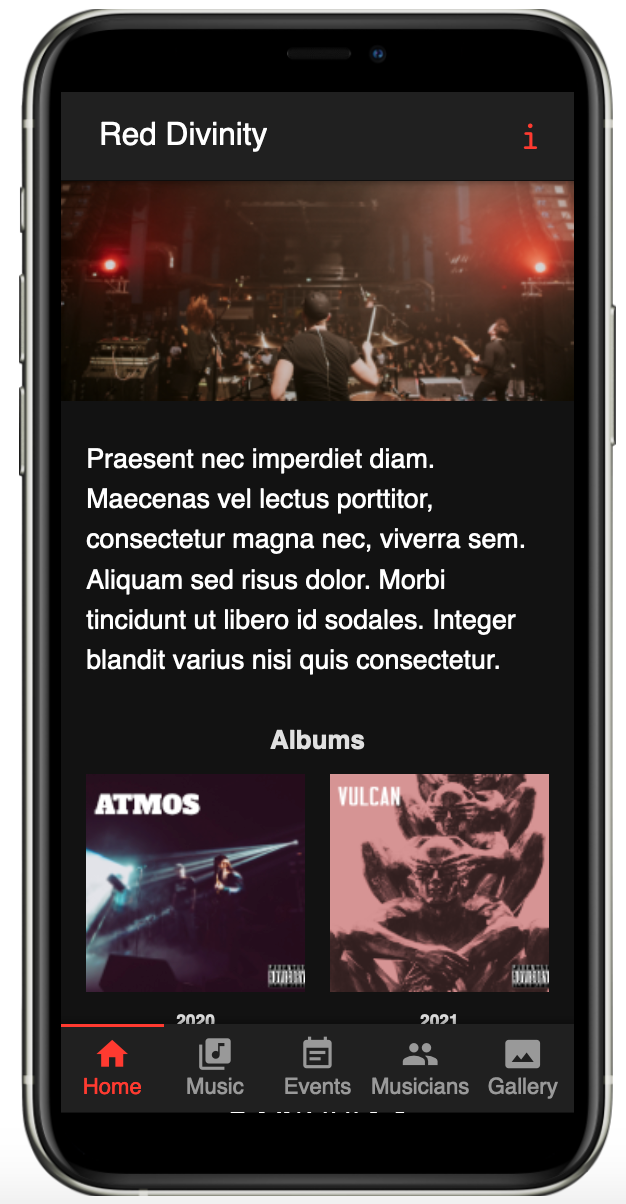 Red Divinity
i
Praesent nec imperdiet diam.
Maecenas vel lectus porttitor,
consectetur magna nec, viverra sem.
Aliquam sed risus dolor. Morbi
tincidunt ut libero id sodales. Integer
blandit varius nisi quis consectetur.
Albums
ATMOS
VULCAN
2020
2021
Home Music Events Musicians Gallery